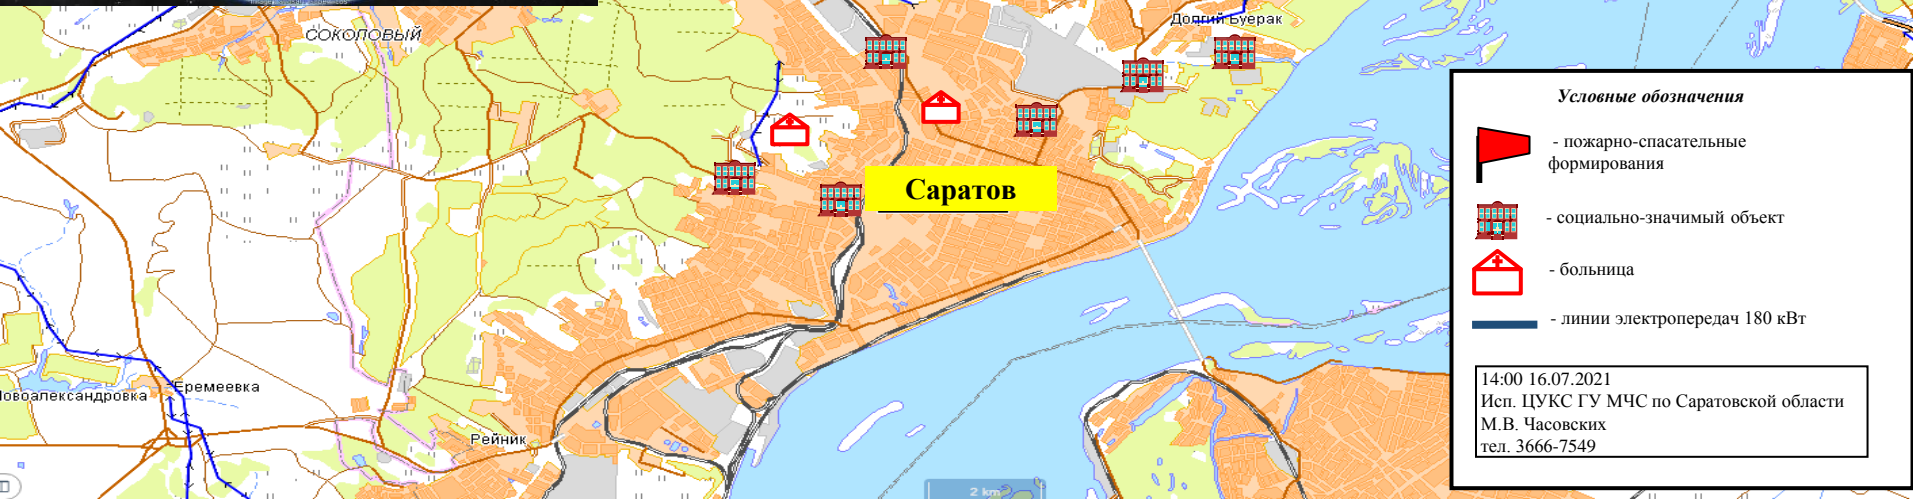 СОКОЛОВЫЙ
Долгий Буерак
Саратов
Еремеевка
Новоалександровка
Рейник
2 km
Условные обозначения
- пожарно-спасательные
формирования
- социально-значимый объект
- больница
- линии электропередач 180 кВт
14:00 16.07.2021
Исп. ЦУКС ГУ МЧС по Саратовской области
М.В. Часовских
тел. 3666-7549